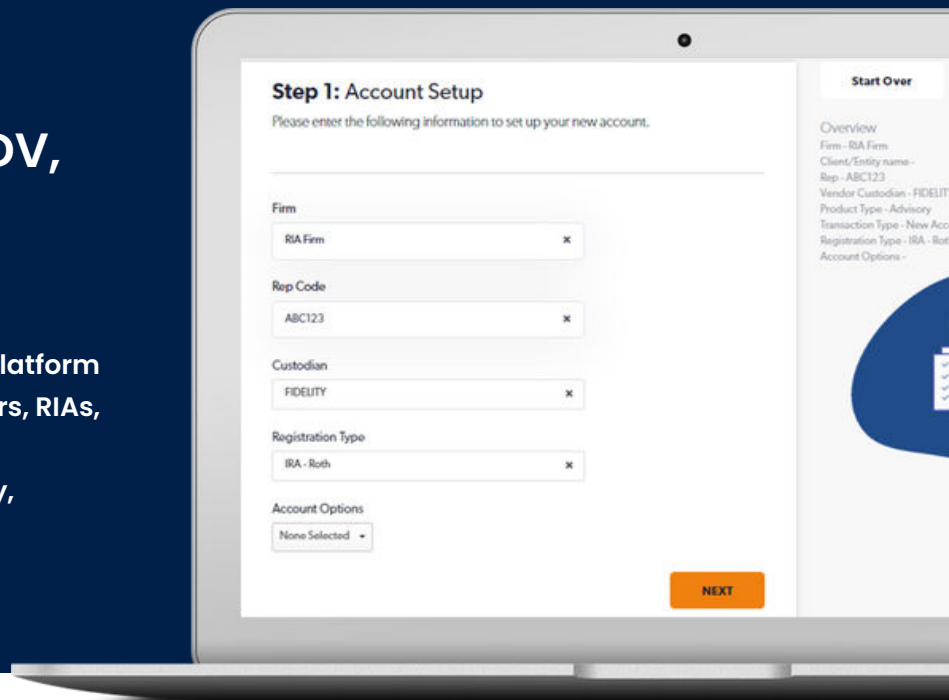 OV,
latform
rs, RIAs,
y,
Step 1: Account Setup
Please enter the following information to set up your new account.
Firm
RIA Firm ×
Rep Code
ABC123 ×
Custodian
FIDELITY ×
Registration Type
IRA - Roth ×
Account Options
None Selected
NEXT
Start Over
Overview
Firm - RIA Firm
Client/Entity name -
Rep - ABC123
Vendor Custodian - FIDELIT
Product Type - Advisory
Transaction Type - New Acc
Registration Type - IRA - Rot
Account Options -